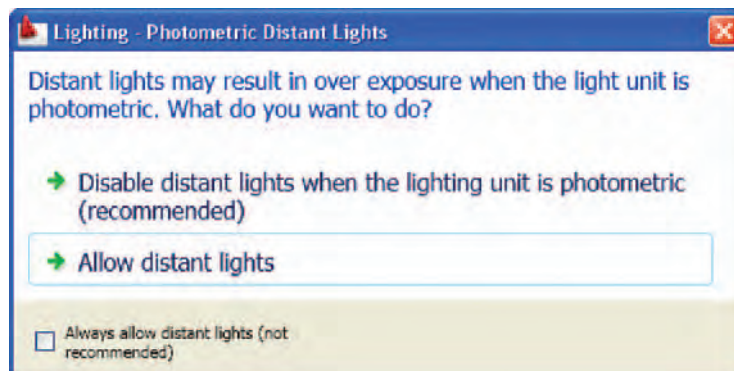 Lighting - Photometric Distant Lights
Distant lights may result in over exposure when the light unit is
photometric. What do you want to do?
Disable distant lights when the lighting unit is photometric
(recommended)
Allow distant lights
Always allow distant lights (not
recommended)